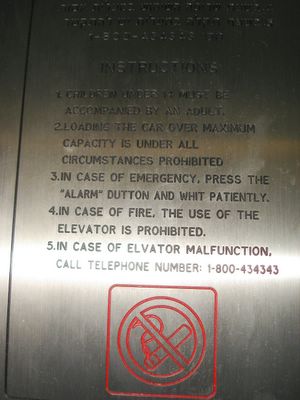 INSTRUCTIONS
1. CHILDREN UNDER 17 MUST BE
ACCOMPANIED BY AN ADULT.
2.LOADING THE CAR OVER MAXIMUM
CAPACITY IS UNDER ALL
CIRCUMSTANCES PROHIBITED
3.IN CASE OF EMERGENCY, PRESS THE
"ALARM" DUTTON AND WHIT PATIENTLY.
4.IN CASE OF FIRE, THE USE OF THE
ELEVATOR IS PROHIBITED.
5.IN CASE OF ELVATOR MALFUNCTION,
CALL TELEPHONE NUMBER: 1-800-434343